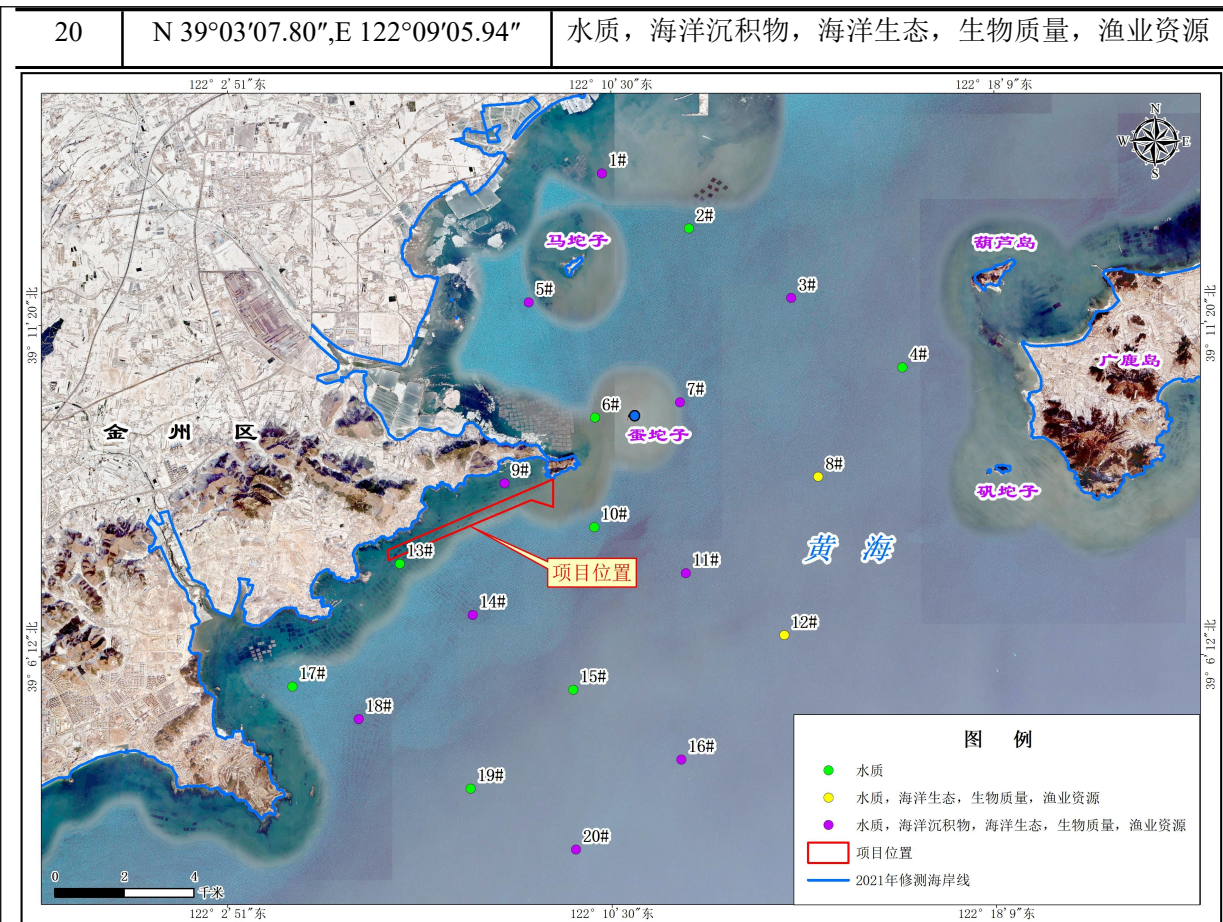 20 N 39°03′07.80″,E 122°09′05.94″ 水质，海洋沉积物，海洋生态，生物质量，渔业资源
122° 2′51″东 122° 10′30″东 122° 18′9″东
N
W E
S
1#
2#
马坨子
葫芦岛
5#
3#
39° 11′20″北 39° 11′20″北
4#
广鹿岛
7#
6#
金州区
蛋坨子
8#
9#
矾坨子
10#
黄海
13#
11#
项目位置
14#
12#
39° 6′12″北 39° 6′12″北
17#
15#
18#
16#
图 例
水质
19#
水质，海洋生态，生物质量，渔业资源
水质，海洋沉积物，海洋生态，生物质量，渔业资源
20#
项目位置
0 2 4
千米
2021年修测海岸线
122° 2′51″东 122° 10′30″东 122° 18′9″东